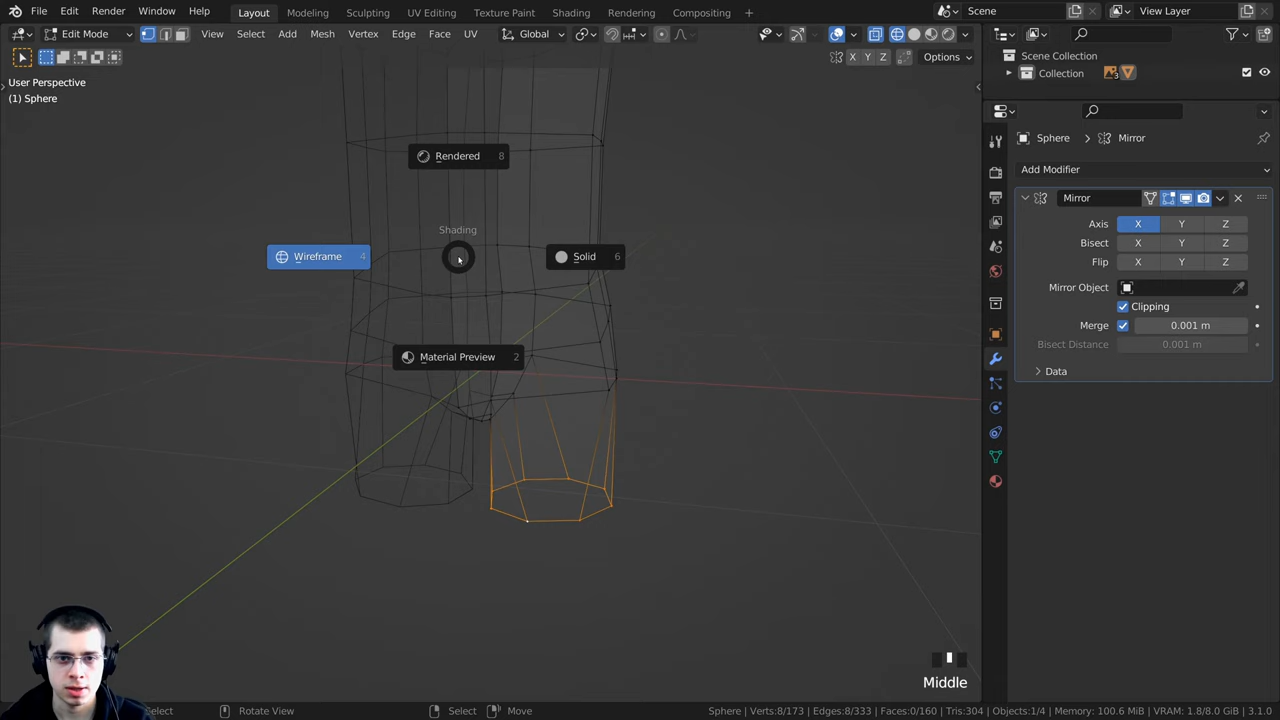 File Edit Render Window Help Layout Modeling Sculpting UV Editing Texture Paint Shading Rendering Compositing Scene View Layer
Edit Mode View Select Add Mesh Vertex Edge Face UV Global
X Y Z Options
User Perspective
(1) Sphere
Scene Collection
Collection 3
Sphere > Mirror
Add Modifier
Mirror
Axis X Y Z
Bisect X Y Z
Flip X Y Z
Mirror Object
Clipping
Merge 0.001 m
Bisect Distance 0.001 m
Data
Rendered 8
Shading
Wireframe 4
Solid 6
Material Preview 2
Middle
Select Rotate View Select Move Sphere | Verts:8/173 | Edges:8/333 | Faces:0/160 | Tris:304 | Objects:1/4 | Memory: 100.6 MiB | VRAM: 1.8/8.0 GiB | 3.1.0